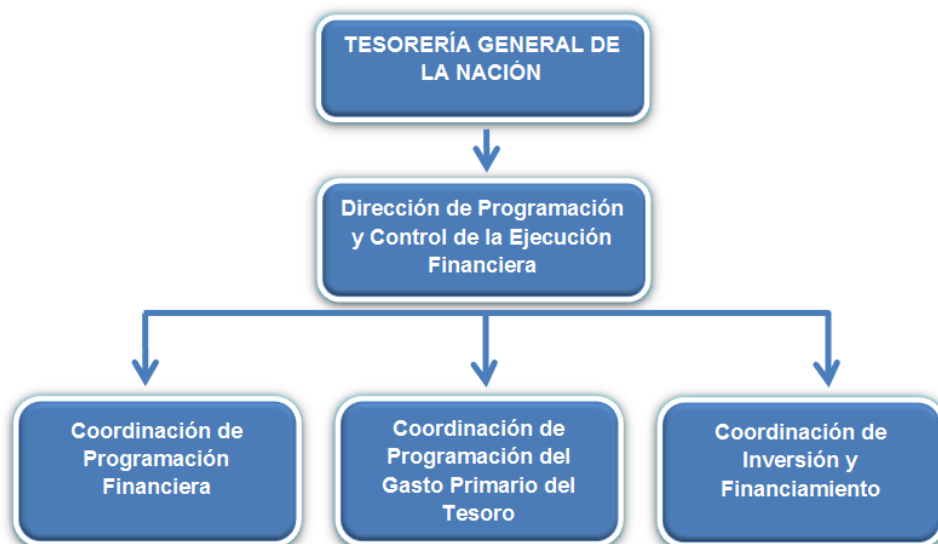 TESORERÍA GENERAL DE
LA NACIÓN
Dirección de Programación
y Control de la Ejecución
Financiera
Coordinación de
Programación
Financiera
Coordinación de
Programación del
Gasto Primario del
Tesoro
Coordinación de
Inversión y
Financiamiento